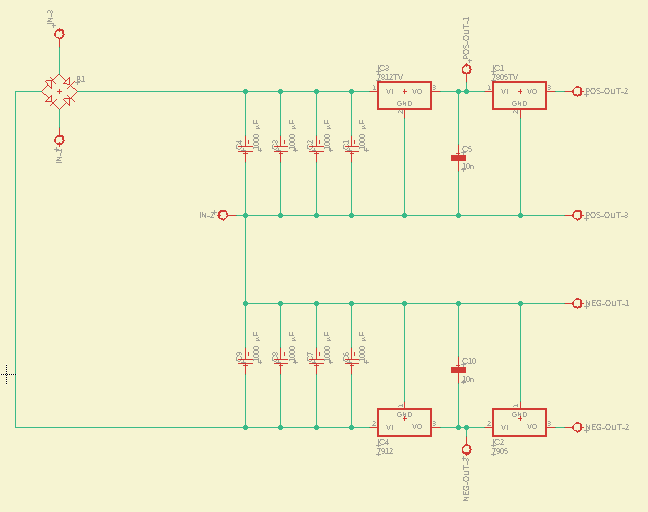 IN-3
B1
IN-1
POS-OUT-1
IC3
7812TV
VI VO
GND
1
3
2
IC1
7805TV
VI VO
GND
1
3
2
POS-OUT-2
C4
1000 µF
C3
1000 µF
C2
1000 µF
C1
1000 µF
C5
10n
IN-2
POS-OUT-3
NEG-OUT-1
C9
1000 µF
C8
1000 µF
C7
1000 µF
C6
1000 µF
C10
10n
1
GND
VI VO
2
3
IC4
7912
1
GND
VI VO
2
3
IC2
7905
NEG-OUT-2
NEG-OUT-3